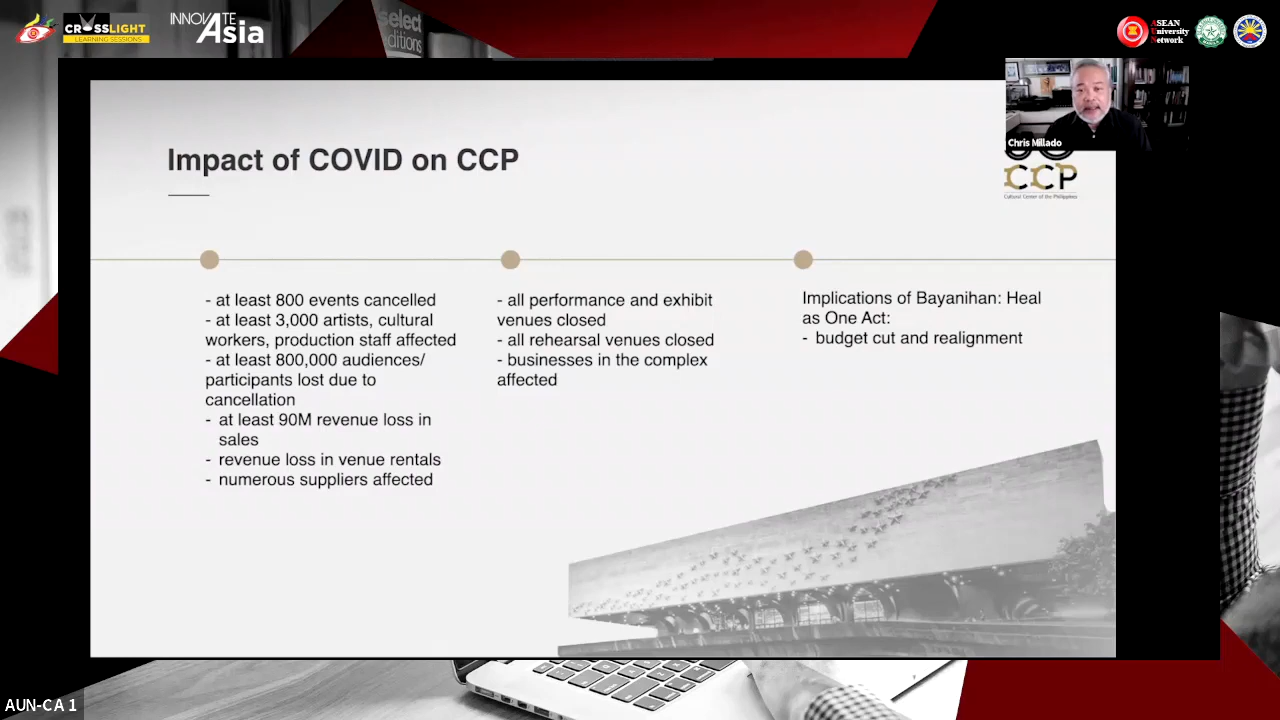 CROSSLIGHT
LEARNING SESSIONS
INNOVATE
Asia
select
ditions
ASEAN
University
Network
Chris Millado
CCP
Cultural Center of the Philippines
Impact of COVID on CCP
- at least 800 events cancelled
- at least 3,000 artists, cultural
workers, production staff affected
- at least 800,000 audiences/
participants lost due to
cancellation
- at least 90M revenue loss in
sales
- revenue loss in venue rentals
- numerous suppliers affected
- all performance and exhibit
venues closed
- all rehearsal venues closed
- businesses in the complex
affected
Implications of Bayanihan: Heal
as One Act:
- budget cut and realignment
AUN-CA 1